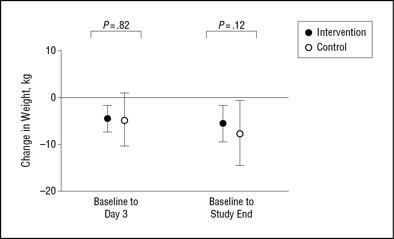 P = .82
P = .12
Intervention
Control
Change in Weight, kg
10
0
−10
−20
Baseline to
Day 3
Baseline to
Study End